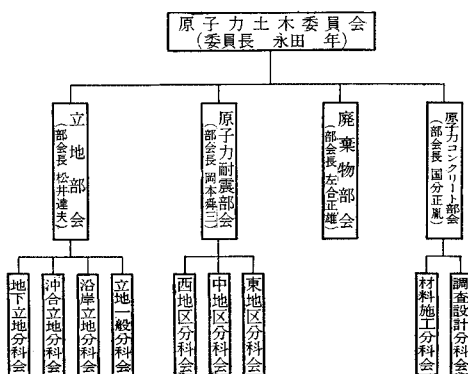 原子力土木委員会
(委員長 永田 年)
立地部会
(部会長 松井達夫)
原子力耐震部会
(部会長 岡本舜三)
廃棄物部会
(部会長 左合正雄)
原子力コンクリート部会
(部会長 国分正胤)
地下立地分科会
沖合立地分科会
沿岸立地分科会
立地一般分科会
西地区分科会
中地区分科会
東地区分科会
材料施工分科会
調査設計分科会